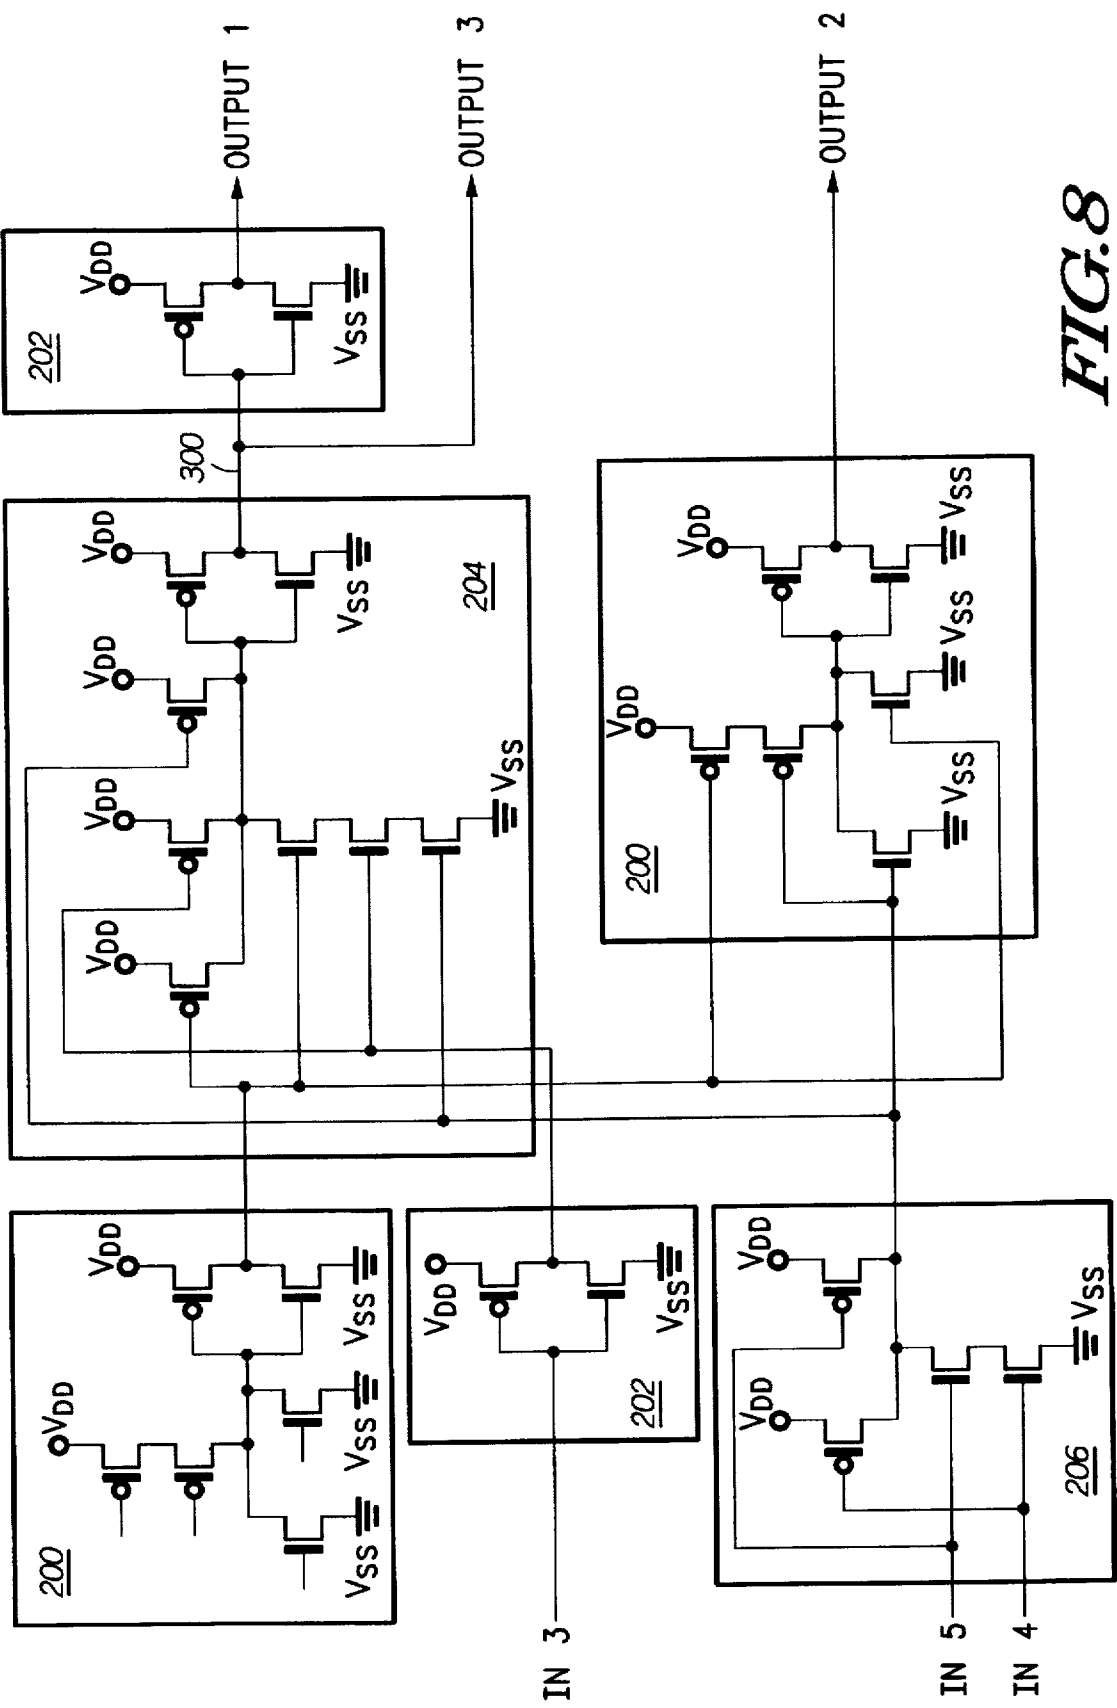 200
VDD
VDD
VSS
VSS
VSS
IN 3
202
VDD
VSS
IN 5
IN 4
206
VDD
VDD
VSS
204
VDD
VDD
VDD
VDD
VSS
VSS
300
202
VDD
VSS
OUTPUT 1
OUTPUT 3
200
VDD
VDD
VSS
VSS
VSS
OUTPUT 2
FIG.8